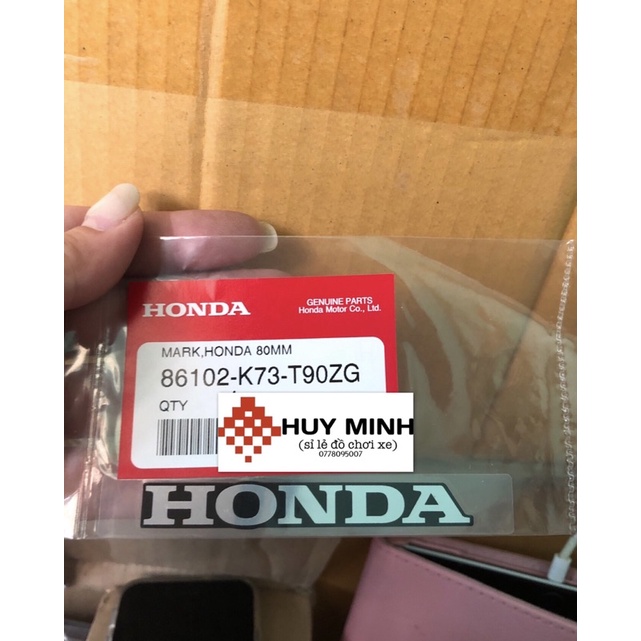 HONDA
GENUINE PARTS
Honda Motor Co., Ltd.
MARK,HONDA 80MM
86102-K73-T90ZG
QTY
HUY MINH
(sỉ lẻ đồ chơi xe)
0778095007
HONDA